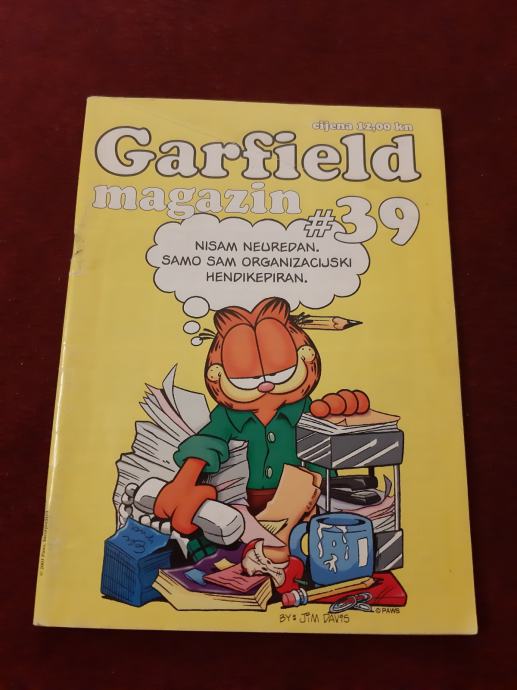 cijena 12,00 kn
Garfield
magazin
#39
NISAM NEUREDAN.
SAMO SAM ORGANIZACIJSKI
HENDIKEPIRAN.
© PAWS
BY: JIM DAVIS